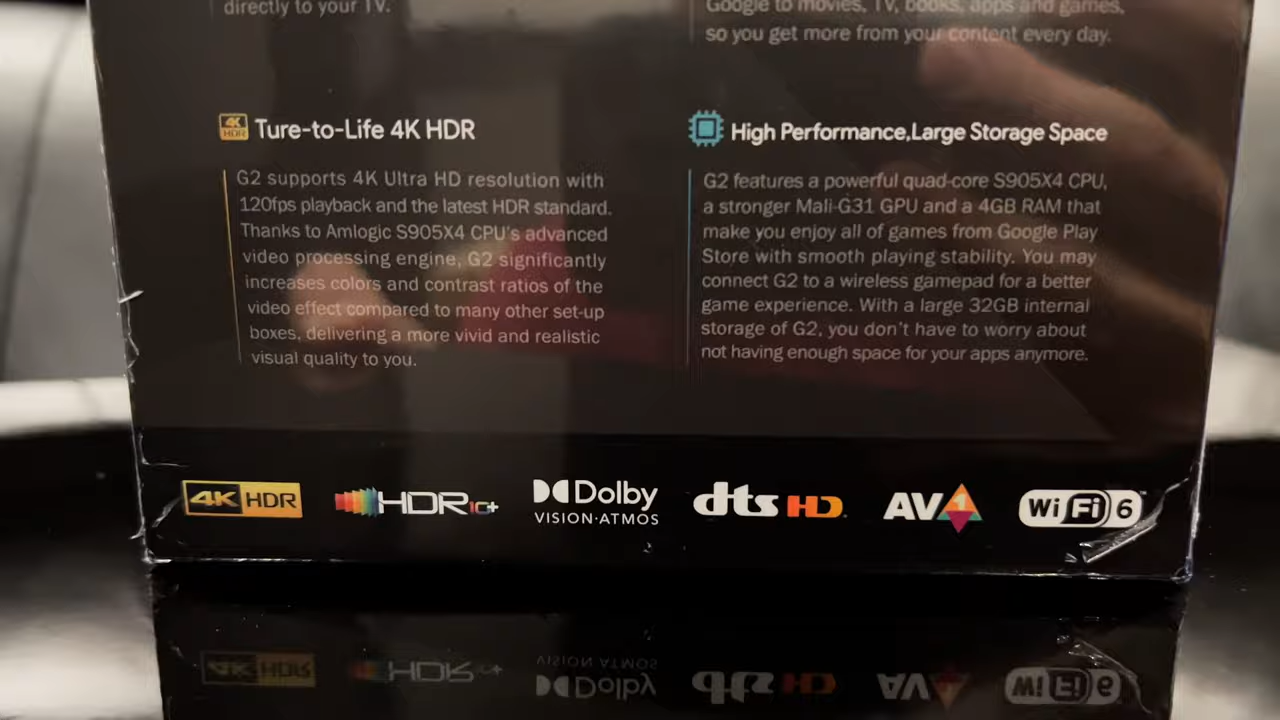 directly to your TV.
Google to movies, TV, books, apps and games,
so you get more from your content every day.
4K HDR
Ture-to-Life 4K HDR
G2 supports 4K Ultra HD resolution with
120fps playback and the latest HDR standard.
Thanks to Amlogic S905X4 CPU's advanced
video processing engine, G2 significantly
increases colors and contrast ratios of the
video effect compared to many other set-up
boxes, delivering a more vivid and realistic
visual quality to you.
High Performance,Large Storage Space
G2 features a powerful quad-core S905X4 CPU,
a stronger Mali-G31 GPU and a 4GB RAM that
make you enjoy all of games from Google Play
Store with smooth playing stability. You may
connect G2 to a wireless gamepad for a better
game experience. With a large 32GB internal
storage of G2, you don't have to worry about
not having enough space for your apps anymore.
4K HDR
HDR10+
Dolby
VISION·ATMOS
dts HD
AV1
WiFi 6